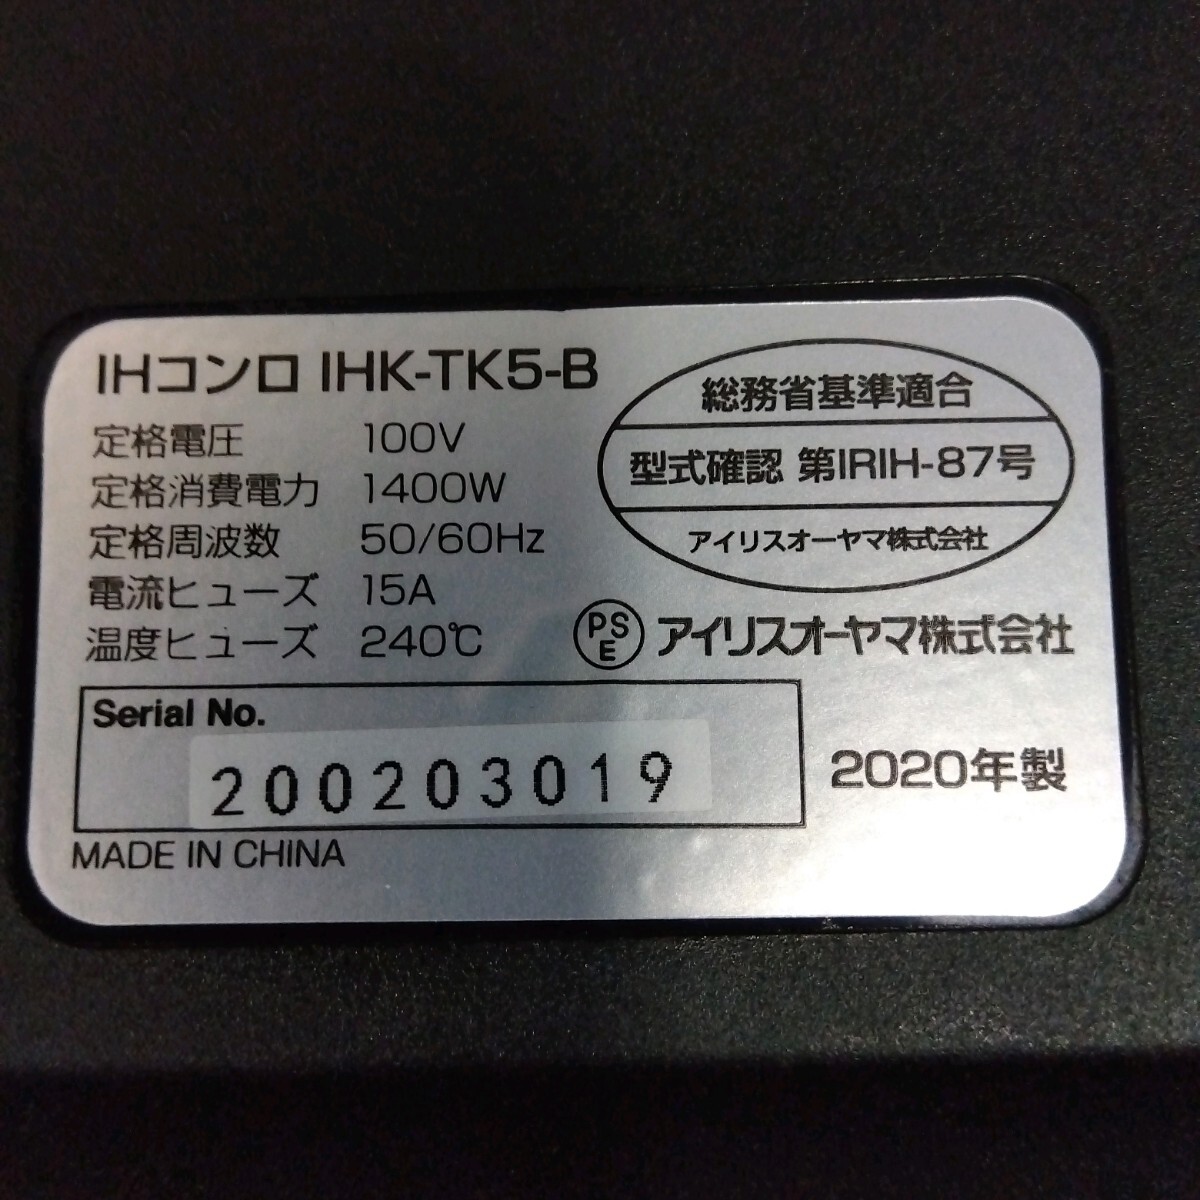 IHコンロ IHK-TK5-B
定格電圧 100V
定格消費電力 1400W
定格周波数 50/60Hz
電流ヒューズ 15A
温度ヒューズ 240℃
総務省基準適合
型式確認 第IRIH-87号
アイリスオーヤマ株式会社
PSE アイリスオーヤマ株式会社
Serial No.
200203019
2020年製
MADE IN CHINA